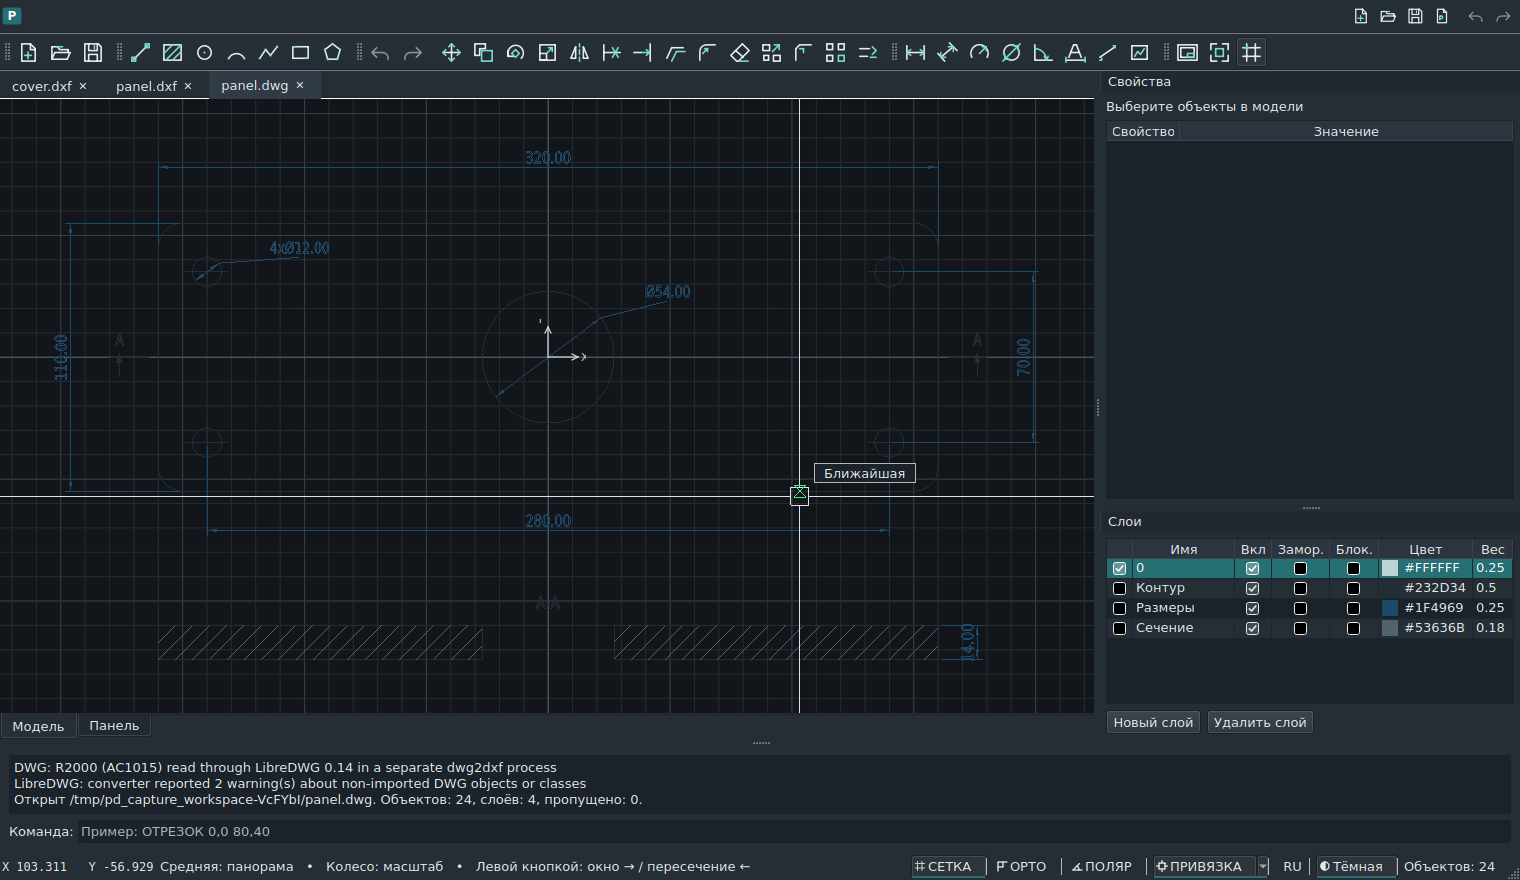 P
cover.dxf ×
panel.dxf ×
panel.dwg ×
Свойства
Выберите объекты в модели
Свойство Значение
320.00
4xØ12.00
Ø54.00
A
A
110.00
70.00
X
Ближайшая
280.00
A-A
14.00
Слои
Имя Вкл Замор. Блок. Цвет Вес
0 #FFFFFF 0.25
Контур #232D34 0.5
Размеры #1F4969 0.25
Сечение #53636B 0.18
Новый слой Удалить слой
Модель Панель
DWG: R2000 (AC1015) read through LibreDWG 0.14 in a separate dwg2dxf process
LibreDWG: converter reported 2 warning(s) about non-imported DWG objects or classes
Открыт /tmp/pd_capture_workspace-VcFYbI/panel.dwg. Объектов: 24, слоёв: 4, пропущено: 0.
Команда: Пример: ОТРЕЗОК 0,0 80,40
X 103.311 Y -56.929 Средняя: панорама • Колесо: масштаб • Левой кнопкой: окно → / пересечение ← СЕТКА ОРТО ПОЛЯР ПРИВЯЗКА RU Тёмная Объектов: 24